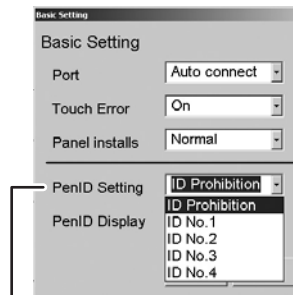 Basic Setting
Basic Setting
Port Auto connect
Touch Error On
Panel installs Normal
PenID Setting ID Prohibition
ID Prohibition
PenID Display ID No.1
ID No.2
ID No.3
ID No.4